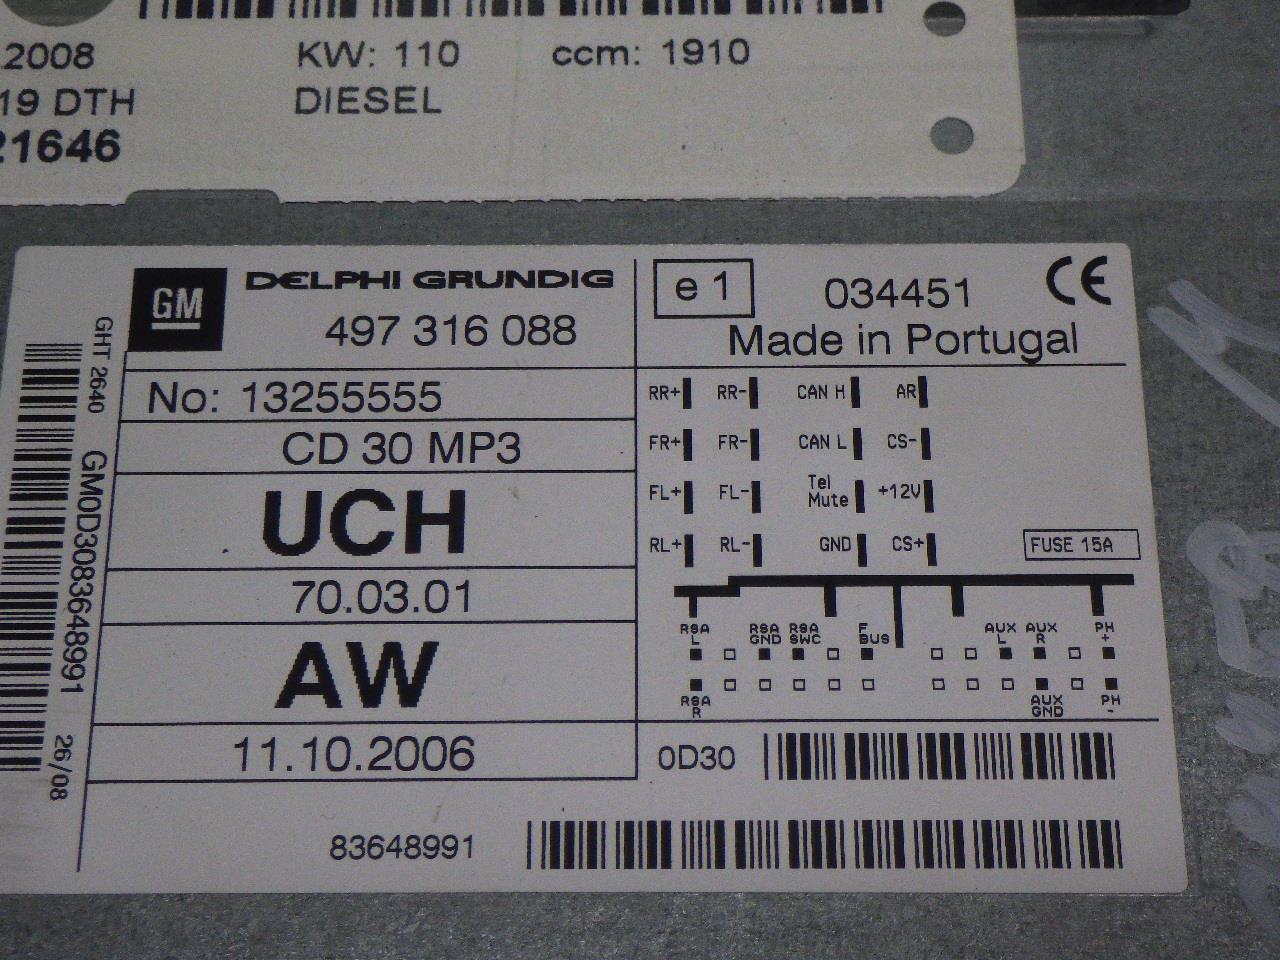 .2008 KW: 110 ccm: 1910
19 DTH DIESEL
21646
GM DELPHI GRUNDIG
497 316 088
e 1 034451 CE
Made in Portugal
No: 13255555
CD 30 MP3
UCH
70.03.01
AW
11.10.2006
RR+ RR- CAN H AR
FR+ FR- CAN L CS-
FL+ FL- Tel Mute +12V
RL+ RL- GND CS+
FUSE 15A
RSA L RSA GND RSA SWC F BUS AUX L AUX R PH +
RSA R AUX GND PH -
0D30
83648991
GHT 2640 GM0D3083648991 26/08